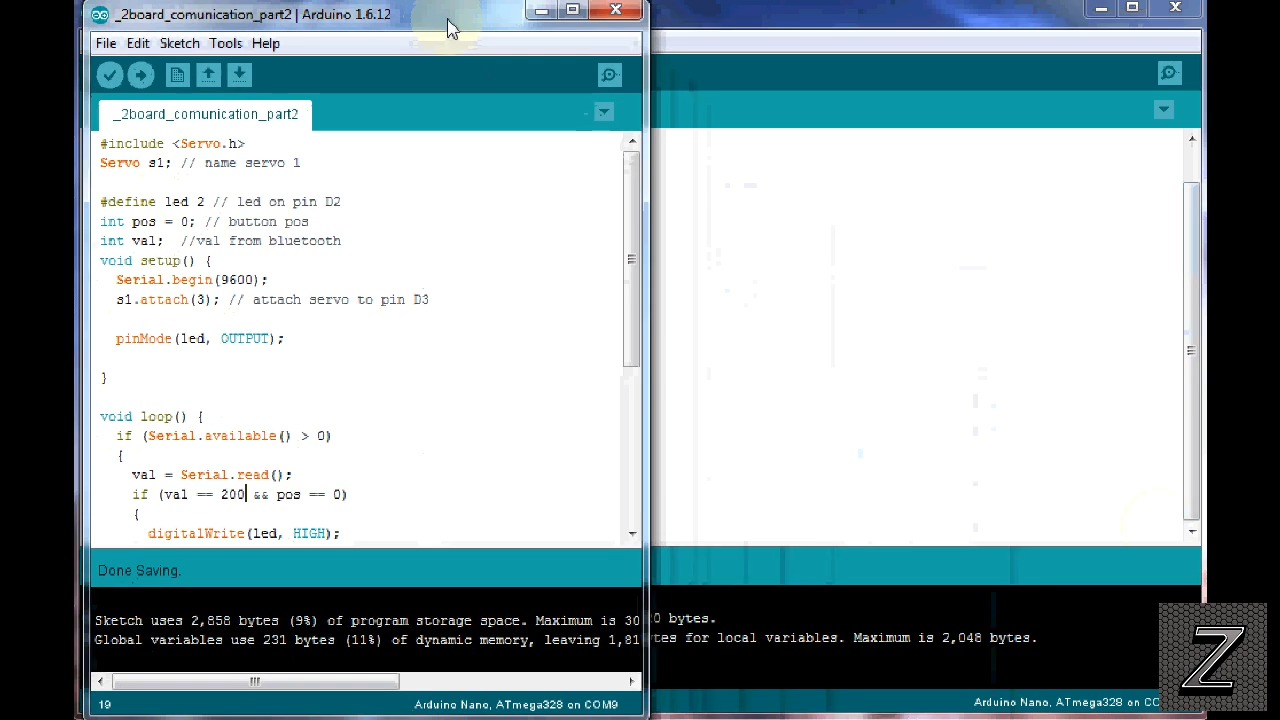 _2board_comunication_part2 | Arduino 1.6.12
File Edit Sketch Tools Help
_2board_comunication_part2
#include <Servo.h>
Servo s1; // name servo 1
#define led 2 // led on pin D2
int pos = 0; // button pos
int val;  //val from bluetooth
void setup() {
Serial.begin(9600);
s1.attach(3); // attach servo to pin D3
pinMode(led, OUTPUT);
}
void loop() {
if (Serial.available() > 0)
{
val = Serial.read();
if (val == 200 && pos == 0)
{
digitalWrite(led, HIGH);
Done Saving.
Sketch uses 2,858 bytes (9%) of program storage space. Maximum is 30
0 bytes.
Global variables use 231 bytes (11%) of dynamic memory, leaving 1,81
tes for local variables. Maximum is 2,048 bytes.
19
Arduino Nano, ATmega328 on COM9
Arduino Nano, ATmega328 on CO
Z